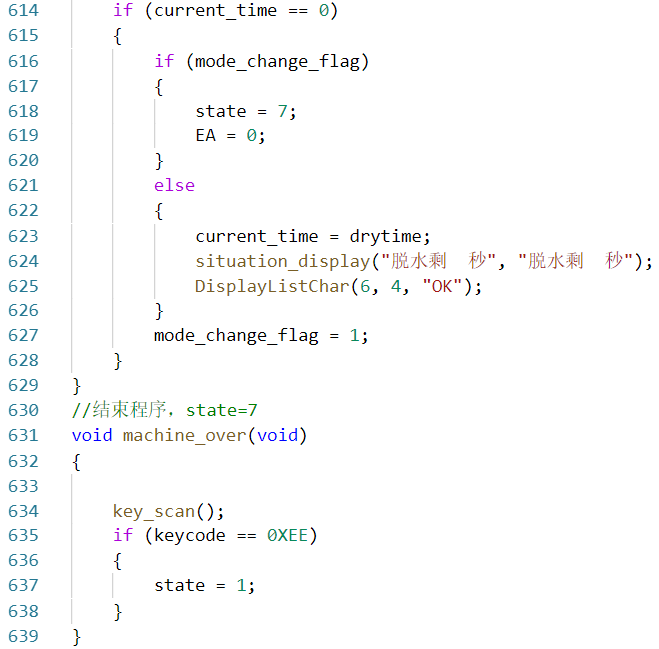 614 if (current_time == 0)
615 {
616 if (mode_change_flag)
617 {
618 state = 7;
619 EA = 0;
620 }
621 else
622 {
623 current_time = drytime;
624 situation_display("脱水剩  秒", "脱水剩  秒");
625 DisplayListChar(6, 4, "OK");
626 }
627 mode_change_flag = 1;
628 }
629 }
630 //结束程序，state=7
631 void machine_over(void)
632 {
633
634 key_scan();
635 if (keycode == 0XEE)
636 {
637 state = 1;
638 }
639 }